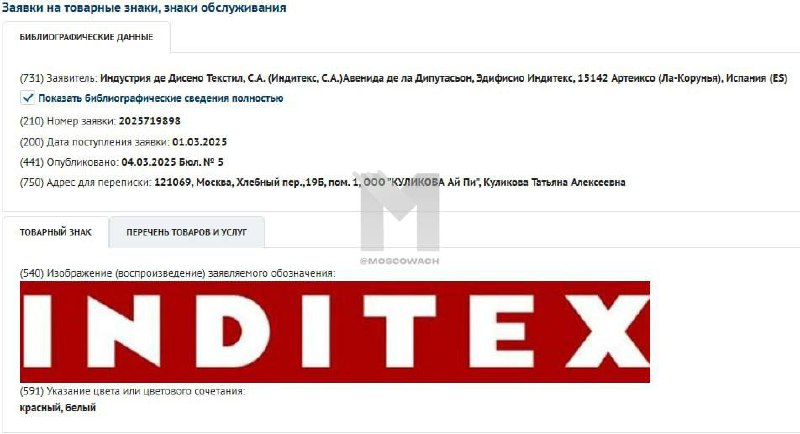 Заявки на товарные знаки, знаки обслуживания
БИБЛИОГРАФИЧЕСКИЕ ДАННЫЕ
(731) Заявитель: Индустрия де Дисено Текстил, С.А. (Индитекс, С.А.)Авенида де ла Дипутасьон, Эдифисио Индитекс, 15142 Артеиксо (Ла-Корунья), Испания (ES)
Показать библиографические сведения полностью
(210) Номер заявки: 2025719898
(200) Дата поступления заявки: 01.03.2025
(441) Опубликовано: 04.03.2025 Бюл. № 5
(750) Адрес для переписки: 121069, Москва, Хлебный пер.,19Б, пом. 1, ООО "КУЛИКОВА Ай Пи", Куликова Татьяна Алексеевна
M
@MOSCOWACH
ТОВАРНЫЙ ЗНАК ПЕРЕЧЕНЬ ТОВАРОВ И УСЛУГ
(540) Изображение (воспроизведение) заявляемого обозначения:
INDITEX
(591) Указание цвета или цветового сочетания:
красный, белый